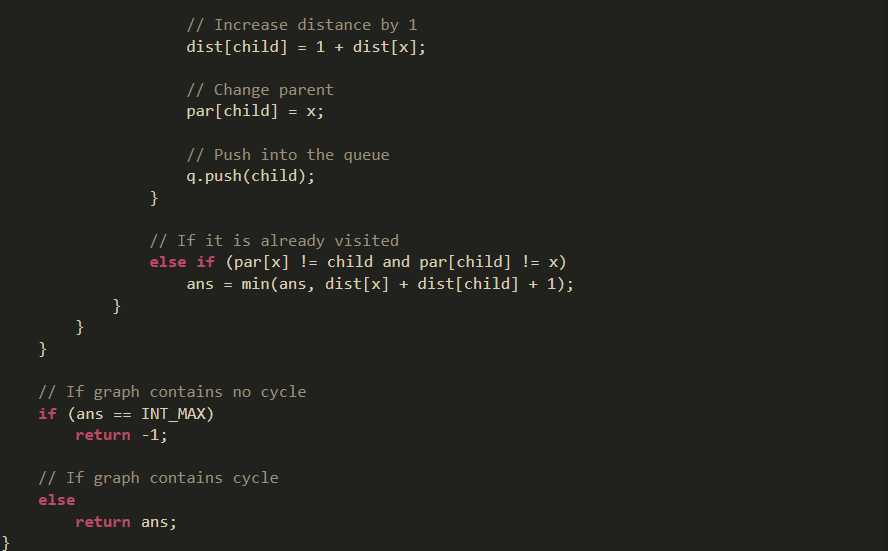 // Increase distance by 1
dist[child] = 1 + dist[x];
// Change parent
par[child] = x;
// Push into the queue
q.push(child);
}
// If it is already visited
else if (par[x] != child and par[child] != x)
ans = min(ans, dist[x] + dist[child] + 1);
}
}
}
// If graph contains no cycle
if (ans == INT_MAX)
return -1;
// If graph contains cycle
else
return ans;
}